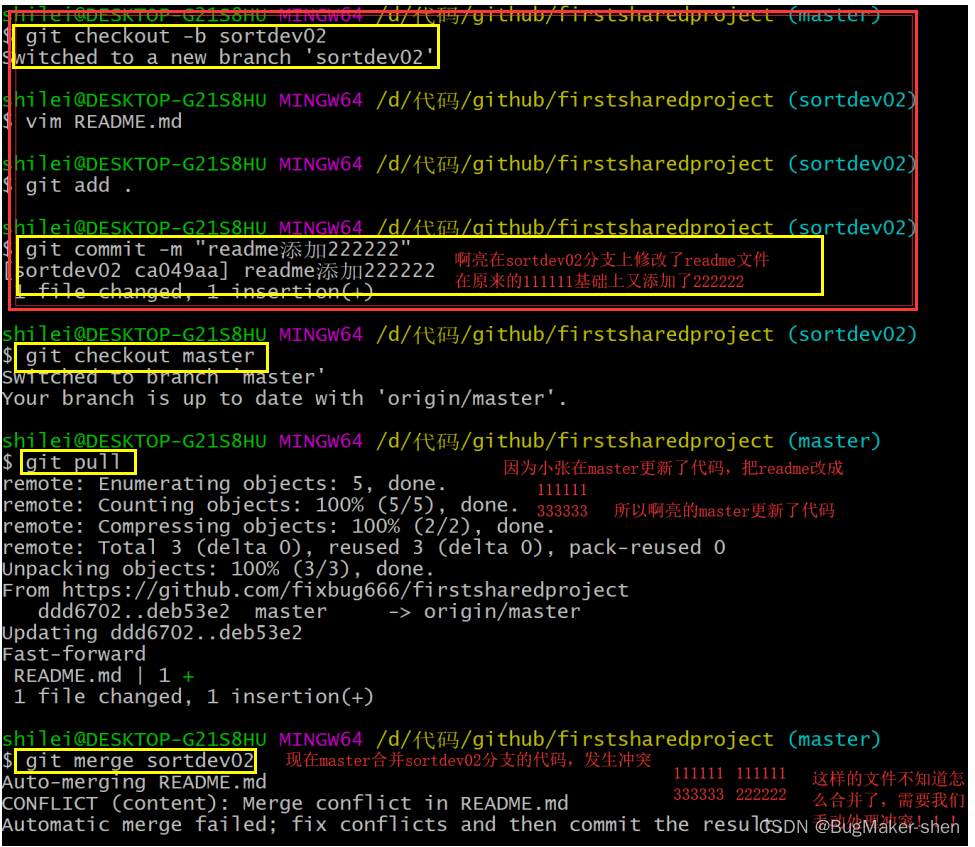 shilei@DESKTOP-G21S8HU MINGW64 /d/代码/github/firstsharedproject (master)
$ git checkout -b sortdev02
Switched to a new branch 'sortdev02'
shilei@DESKTOP-G21S8HU MINGW64 /d/代码/github/firstsharedproject (sortdev02)
$ vim README.md
shilei@DESKTOP-G21S8HU MINGW64 /d/代码/github/firstsharedproject (sortdev02)
$ git add .
shilei@DESKTOP-G21S8HU MINGW64 /d/代码/github/firstsharedproject (sortdev02)
$ git commit -m "readme添加222222"
[sortdev02 ca049aa] readme添加222222
1 file changed, 1 insertion(+)
啊亮在sortdev02分支上修改了readme文件
在原来的111111基础上又添加了222222
shilei@DESKTOP-G21S8HU MINGW64 /d/代码/github/firstsharedproject (sortdev02)
$ git checkout master
Switched to branch 'master'
Your branch is up to date with 'origin/master'.
shilei@DESKTOP-G21S8HU MINGW64 /d/代码/github/firstsharedproject (master)
$ git pull
因为小张在master更新了代码，把readme改成
111111
333333 所以啊亮的master更新了代码
remote: Enumerating objects: 5, done.
remote: Counting objects: 100% (5/5), done.
remote: Compressing objects: 100% (2/2), done.
remote: Total 3 (delta 0), reused 3 (delta 0), pack-reused 0
Unpacking objects: 100% (3/3), done.
From https://github.com/fixbug666/firstsharedproject
ddd6702..deb53e2 master -> origin/master
Updating ddd6702..deb53e2
Fast-forward
README.md | 1 +
1 file changed, 1 insertion(+)
shilei@DESKTOP-G21S8HU MINGW64 /d/代码/github/firstsharedproject (master)
$ git merge sortdev02
现在master合并sortdev02分支的代码，发生冲突
Auto-merging README.md
CONFLICT (content): Merge conflict in README.md
Automatic merge failed; fix conflicts and then commit the result.
111111 111111
333333 222222
这样的文件不知道怎
么合并了，需要我们
手动处理冲突！！！
CSDN @BugMaker-shen